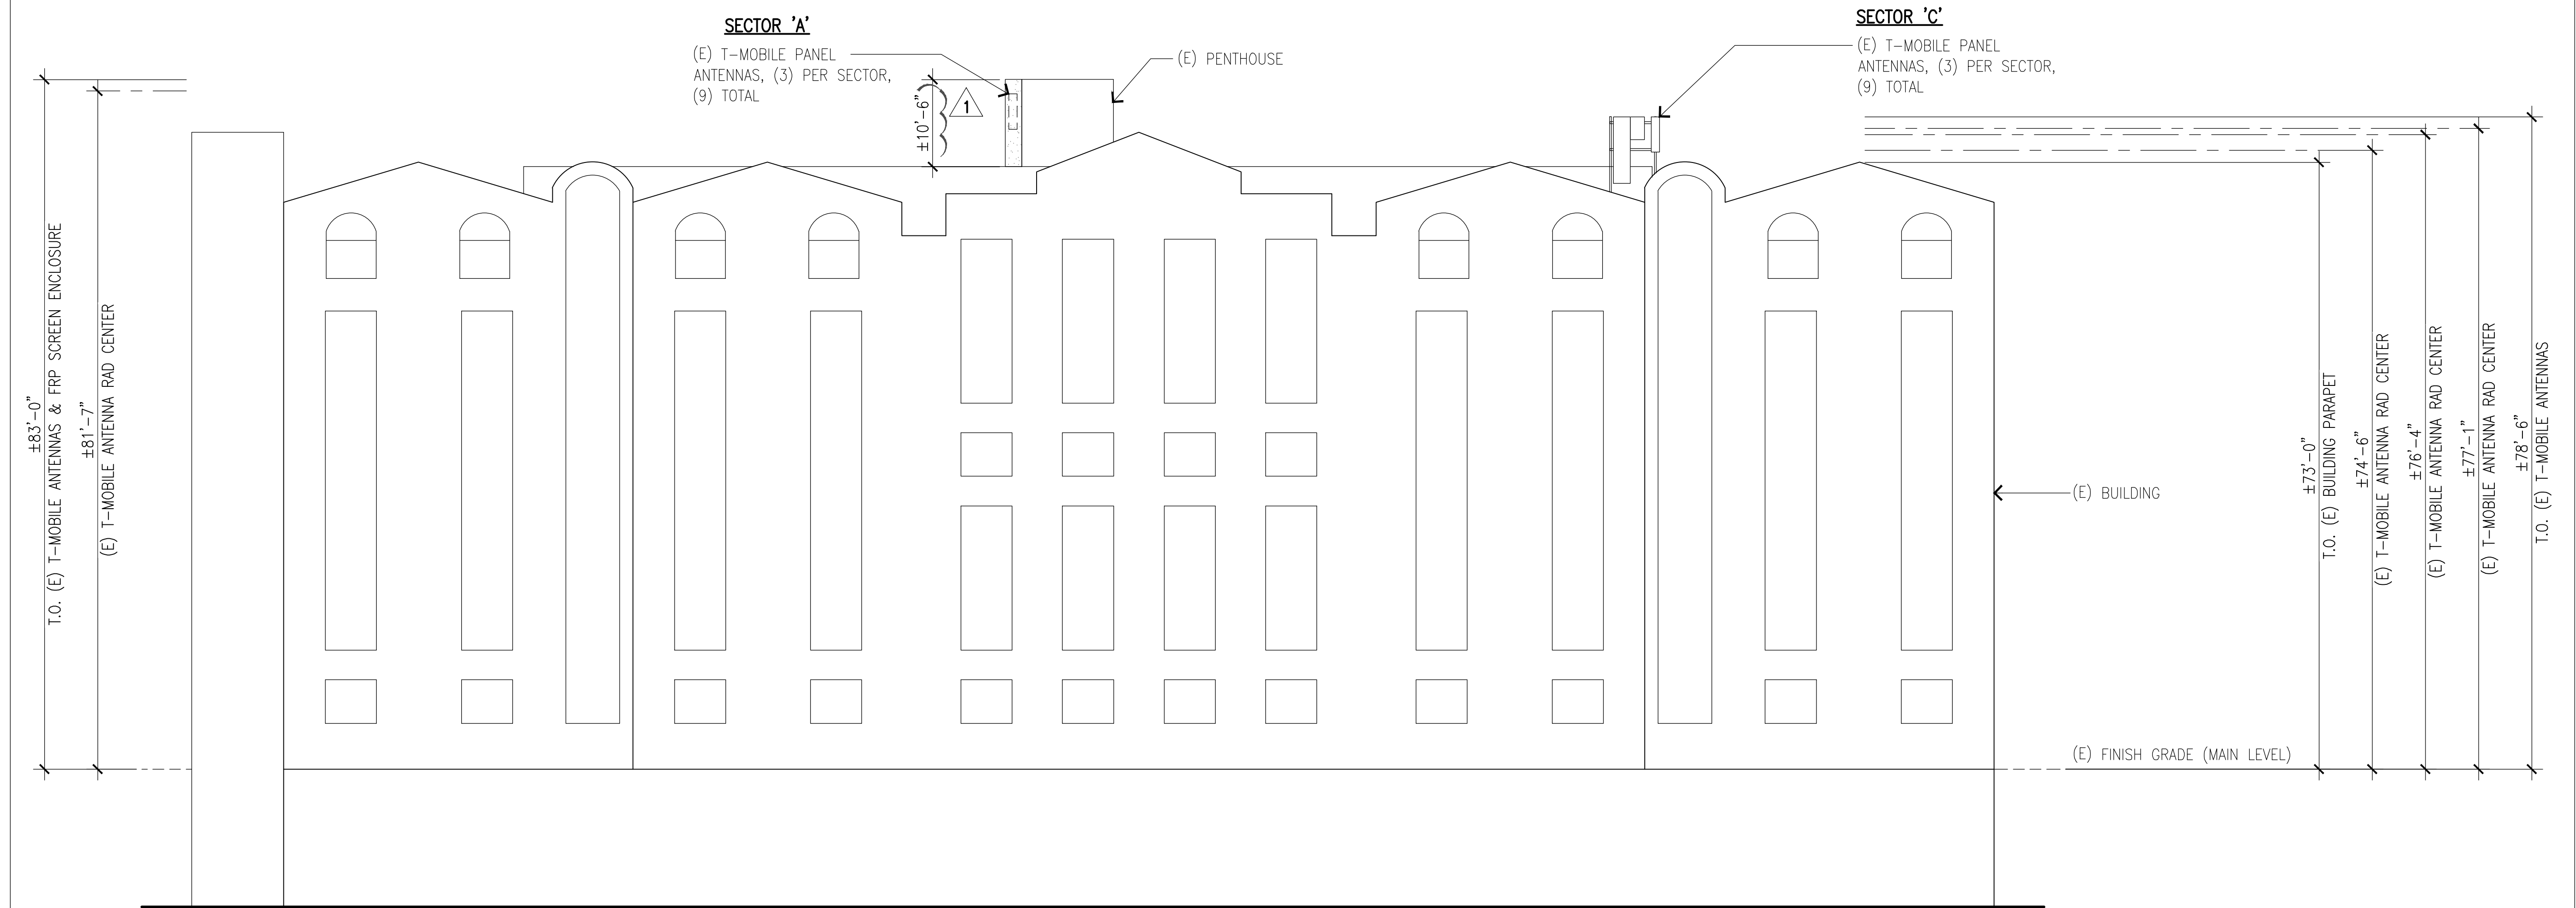 SECTOR 'A'
(E) T-MOBILE PANEL
ANTENNAS, (3) PER SECTOR,
(9) TOTAL
(E) PENTHOUSE
±10'-6"
1
SECTOR 'C'
(E) T-MOBILE PANEL
ANTENNAS, (3) PER SECTOR,
(9) TOTAL
±83'-0"
T.O. (E) T-MOBILE ANTENNAS & FRP SCREEN ENCLOSURE
±81'-7"
(E) T-MOBILE ANTENNA RAD CENTER
(E) BUILDING
(E) FINISH GRADE (MAIN LEVEL)
±73'-0"
T.O. (E) BUILDING PARAPET
±74'-6"
(E) T-MOBILE ANTENNA RAD CENTER
±76'-4"
(E) T-MOBILE ANTENNA RAD CENTER
±77'-1"
(E) T-MOBILE ANTENNA RAD CENTER
±78'-6"
T.O. (E) T-MOBILE ANTENNAS